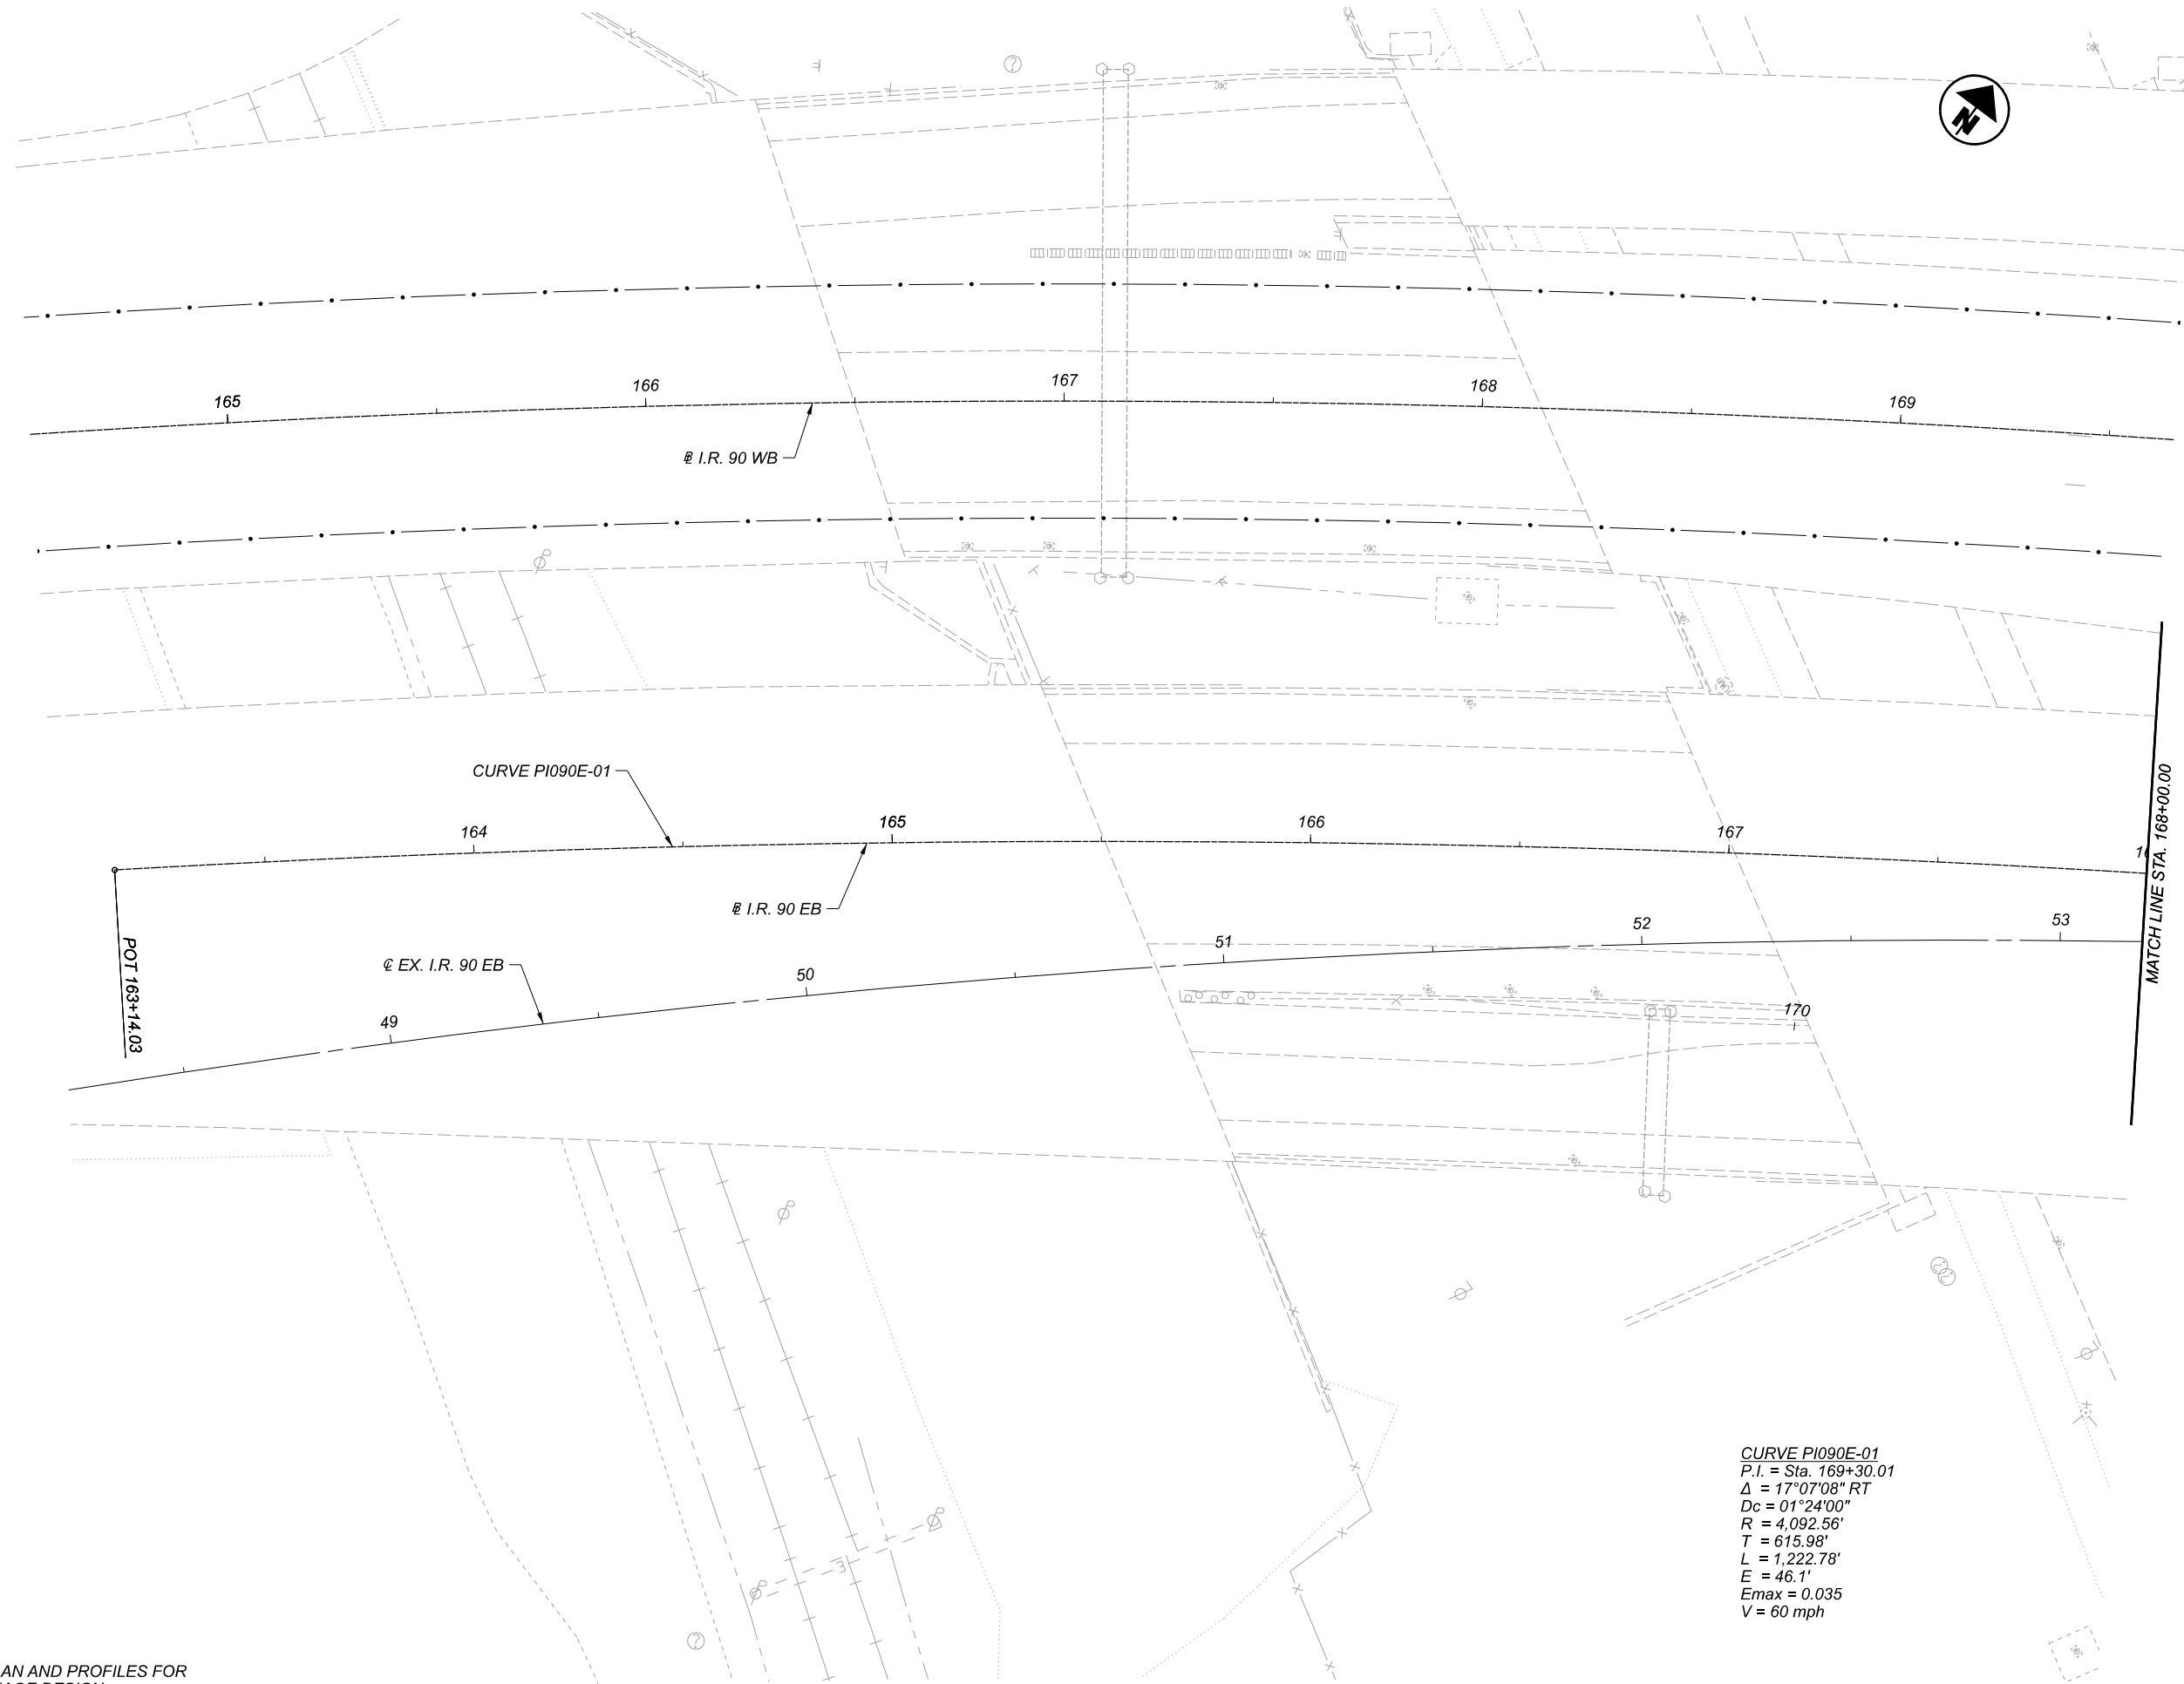 N
165
166
167
168
169
℄ I.R. 90 WB
CURVE PI090E-01
164
165
166
167
℄ I.R. 90 EB
POT 163+14.03
℄ EX. I.R. 90 EB
49
50
51
52
53
170
MATCH LINE STA. 168+00.00
CURVE PI090E-01
P.I. = Sta. 169+30.01
Δ = 17°07'08" RT
Dc = 01°24'00"
R = 4,092.56'
T = 615.98'
L = 1,222.78'
E = 46.1'
Emax = 0.035
V = 60 mph
AN AND PROFILES FOR